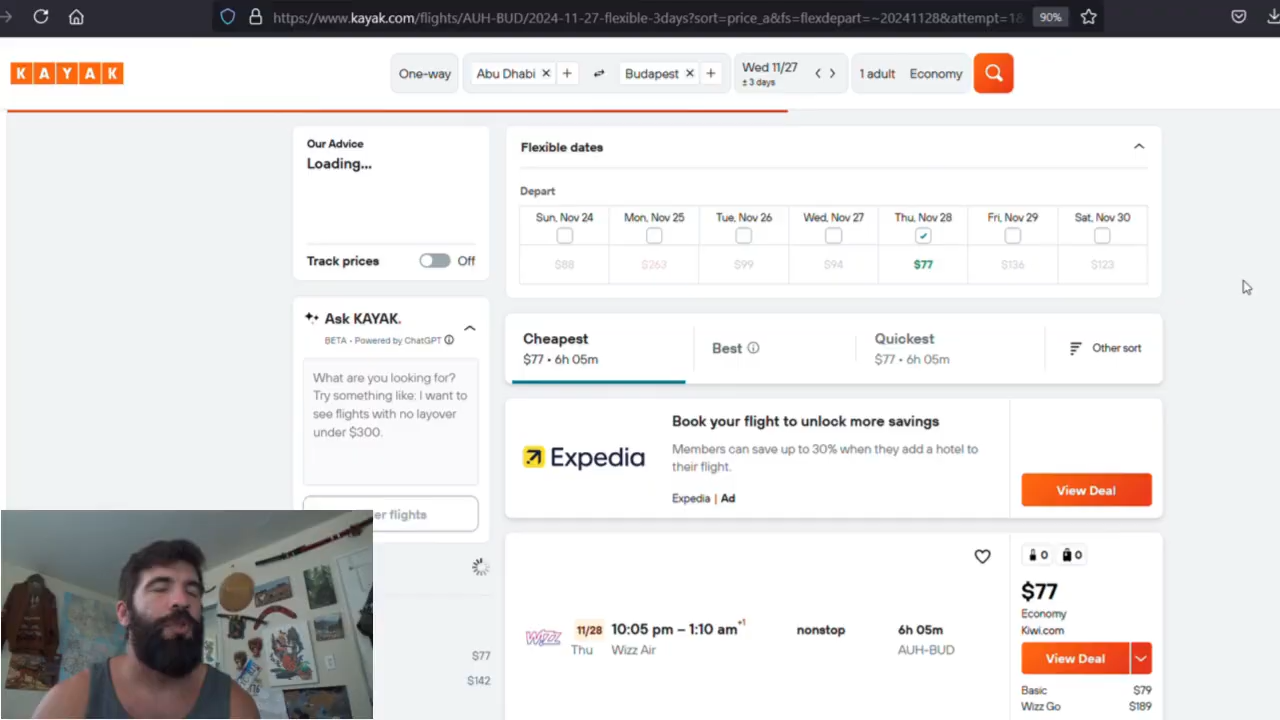 https://www.kayak.com/flights/AUH-BUD/2024-11-27-flexible-3days?sort=price_a&fs=flexdepart=~20241128&attempt=1&
90%
KAYAK
One-way
Abu Dhabi × +
Budapest × +
Wed 11/27
± 3 days
1 adult Economy
Our Advice
Loading...
Track prices Off
Ask KAYAK.
BETA • Powered by ChatGPT
What are you looking for?
Try something like: I want to
see flights with no layover
under $300.
flights
$77
$142
Flexible dates
Depart
Sun, Nov 24 Mon, Nov 25 Tue, Nov 26 Wed, Nov 27 Thu, Nov 28 Fri, Nov 29 Sat, Nov 30
$88 $263 $99 $94 $77 $136 $123
Cheapest
$77 • 6h 05m
Best
Quickest
$77 • 6h 05m
Other sort
Expedia
Book your flight to unlock more savings
Members can save up to 30% when they add a hotel to
their flight.
Expedia | Ad
View Deal
WIZZ
11/28 10:05 pm – 1:10 am+1 nonstop 6h 05m
Thu Wizz Air AUH-BUD
0 0
$77
Economy
Kiwi.com
View Deal
Basic $79
Wizz Go $189